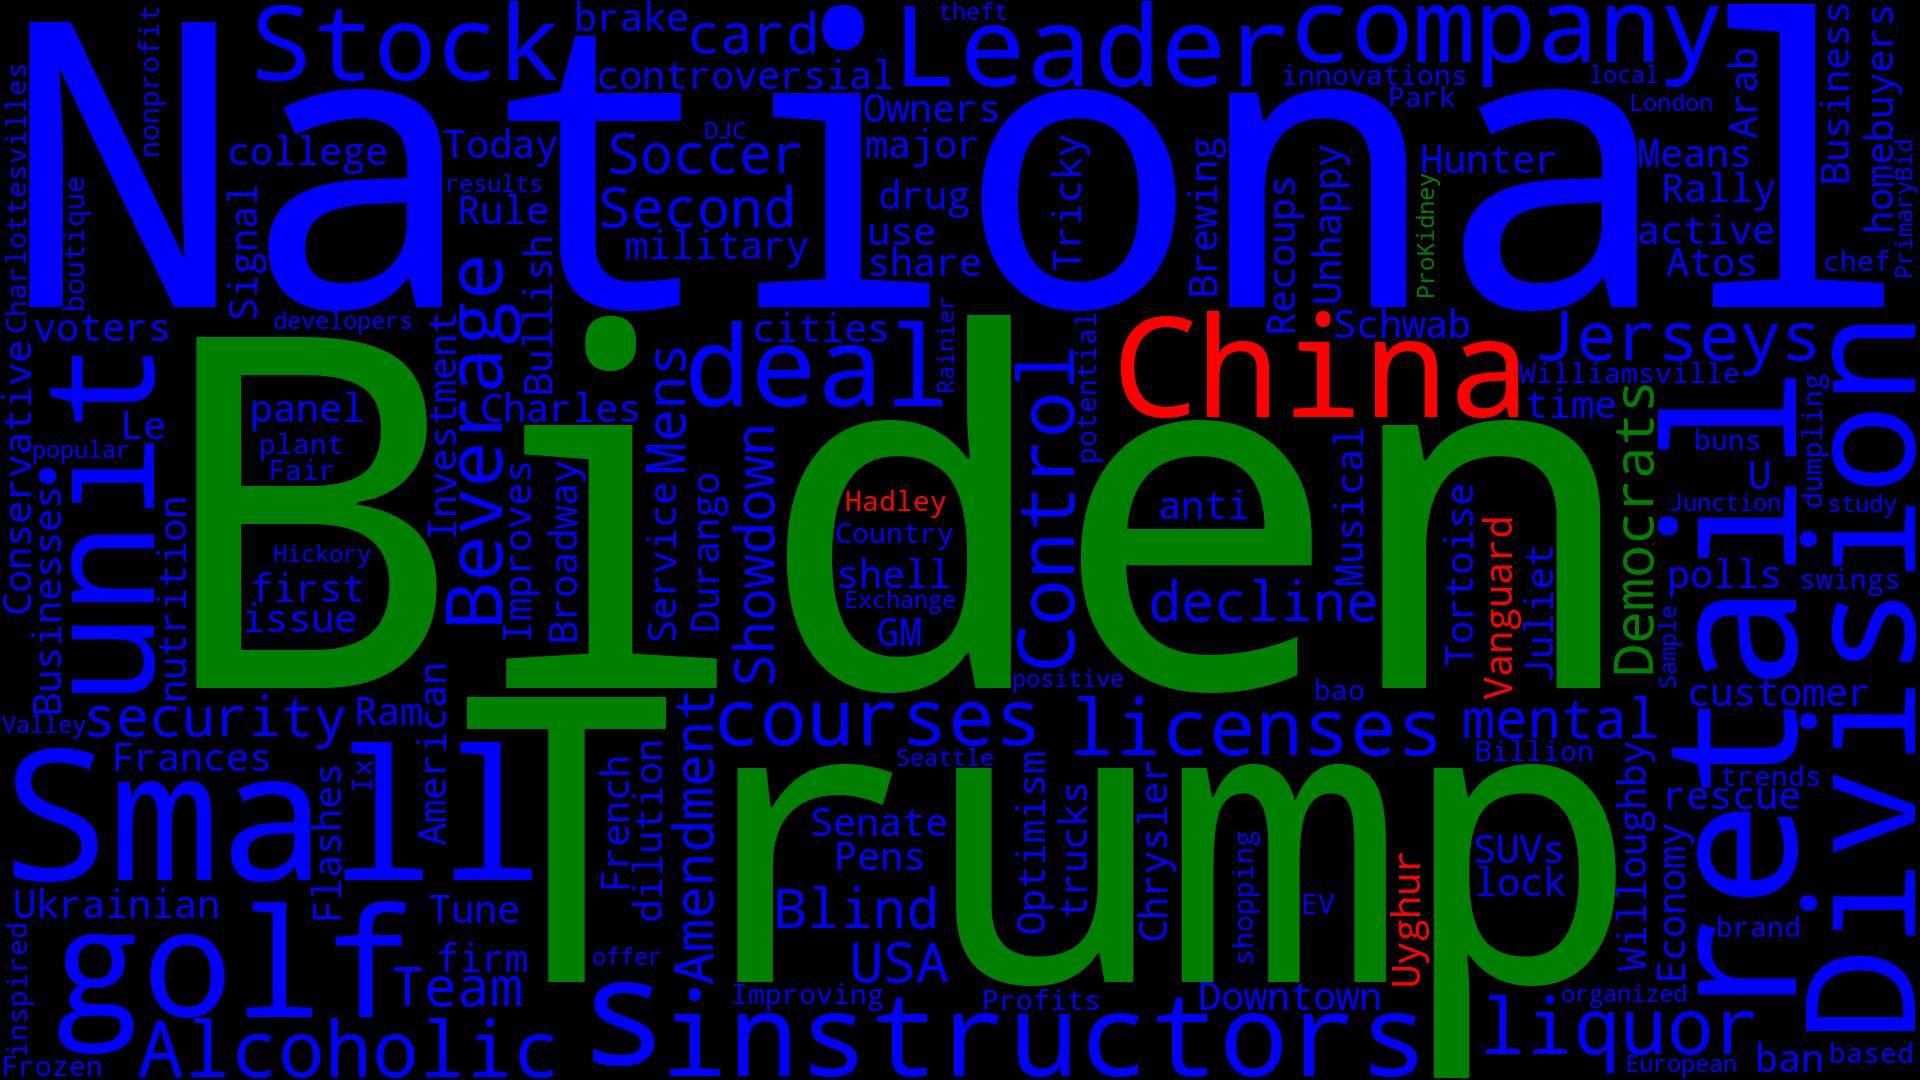 National
Biden
Trump
China
Stock
brake
card
controversial
theft
Leader
company
innovations
local
Park
London
Arab
Business
homebuyers
PrimaryBid
nonprofit
Charlottesvilles
boutique
college
Signal
Today
results
Rule
Soccer
DJC
Second
military
Owners
major
drug
use
share
Tricky
Brewing
Recoups
Unhappy
ProKidney
Hunter
Means
Rally
active
Atos
chef
voters
developers
Conservative
unit
Le
popular
Businesses
nutrition
panel
plant
Fair
Hickory
first
issue
Investment
Beverage
Bullish
Charles
Improves
Broadway
Mens
Service
Durango
deal
cities
Rainier
Showdown
Hadley
Country
shell
Exchange
GM
Control
potential
positive
Schwab
anti
decline
Musical
Tortoise
Vanguard
Juliet
Jerseys
Williamsville
time
Democrats
retail
Division
buns
U
Junction
dumpling
study
polls
swings
Sample
customer
Valley
security
Ram
American
Frances
Small
Ix
Flashes
Ukrainian
golf
Tune
firm
Team
inspired
Frozen
Alcoholic
French
dilution
Amendment
offer
s
courses
Seattle
licenses
bao
mental
Billion
Senate
Pens
Blind
USA
Optimism
trucks
Chrysler
shopping
EV
Uyghur
SUVs
lock
Willoughby
Economy
trends
rescue
brand
Improving
Profits
Downtown
instructors
organized
liquor
European
ban
based